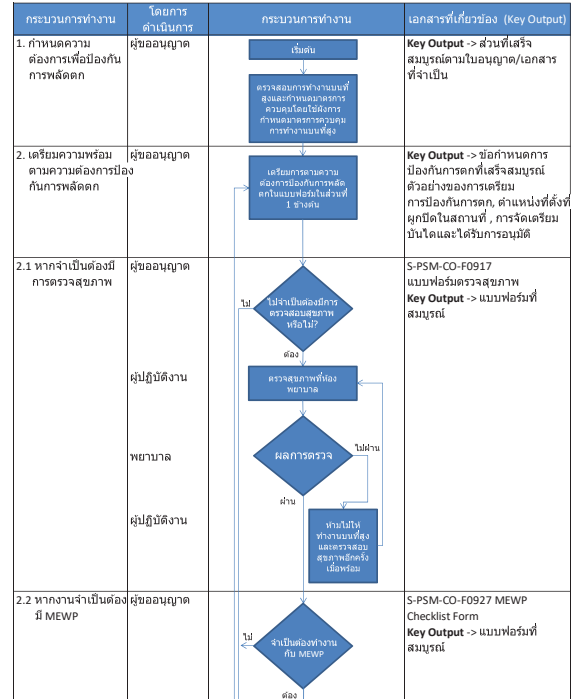 กระบวนการทำงาน
โดยการ
ดำเนินการ
กระบวนการทำงาน
เอกสารที่เกี่ยวข้อง (Key Output)
1. กำหนดความ
ต้องการเพื่อป้องกัน
การพลัดตก
ผู้ขออนุญาต
เริ่มต้น
ตรวจสอบการทำงานบนที่
สูงและกำหนดมาตรการ
ควบคุมโดยใช้ผังการ
กำหนดมาตรการควบคุม
การทำงานบนที่สูง
Key Output -> ส่วนที่เสร็จ
สมบูรณ์ตามใบอนุญาต/เอกสาร
ที่จำเป็น
2. เตรียมความพร้อม
ตามความต้องการป้อง
กันการพลัดตก
ผู้ขออนุญาต
เตรียมการตามความ
ต้องการป้องกันการพลัด
ตกในแบบฟอร์มในส่วนที่
1 ข้างต้น
Key Output -> ข้อกำหนดการ
ป้องกันการตกที่เสร็จสมบูรณ์
ตัวอย่างของการเตรียม
การป้องกันการตก, ตำแหน่งที่ตั้งที่
ผูกปิดในสถานที่ , การจัดเตรียม
บันไดและได้รับการอนุมัติ
2.1 หากจำเป็นต้องมี
การตรวจสุขภาพ
ผู้ขออนุญาต
ไม่จำเป็นต้องมีการ
ตรวจสอบสุขภาพ
หรือไม่?
ไม่
ต้อง
S-PSM-CO-F0917
แบบฟอร์มตรวจสุขภาพ
Key Output -> แบบฟอร์มที่
สมบูรณ์
ผู้ปฏิบัติงาน
ตรวจสุขภาพที่ห้อง
พยาบาล
พยาบาล
ผลการตรวจ
ไม่ผ่าน
ผ่าน
ผู้ปฏิบัติงาน
ห้ามไม่ให้
ทำงานบนที่สูง
และตรวจสอบ
สุขภาพอีกครั้ง
เมื่อพร้อม
2.2 หากงานจำเป็นต้อง
มี MEWP
ผู้ขออนุญาต
ไม่
จำเป็นต้องทำงาน
กับ MEWP
ต้อง
S-PSM-CO-F0927 MEWP
Checklist Form
Key Output -> แบบฟอร์มที่
สมบูรณ์